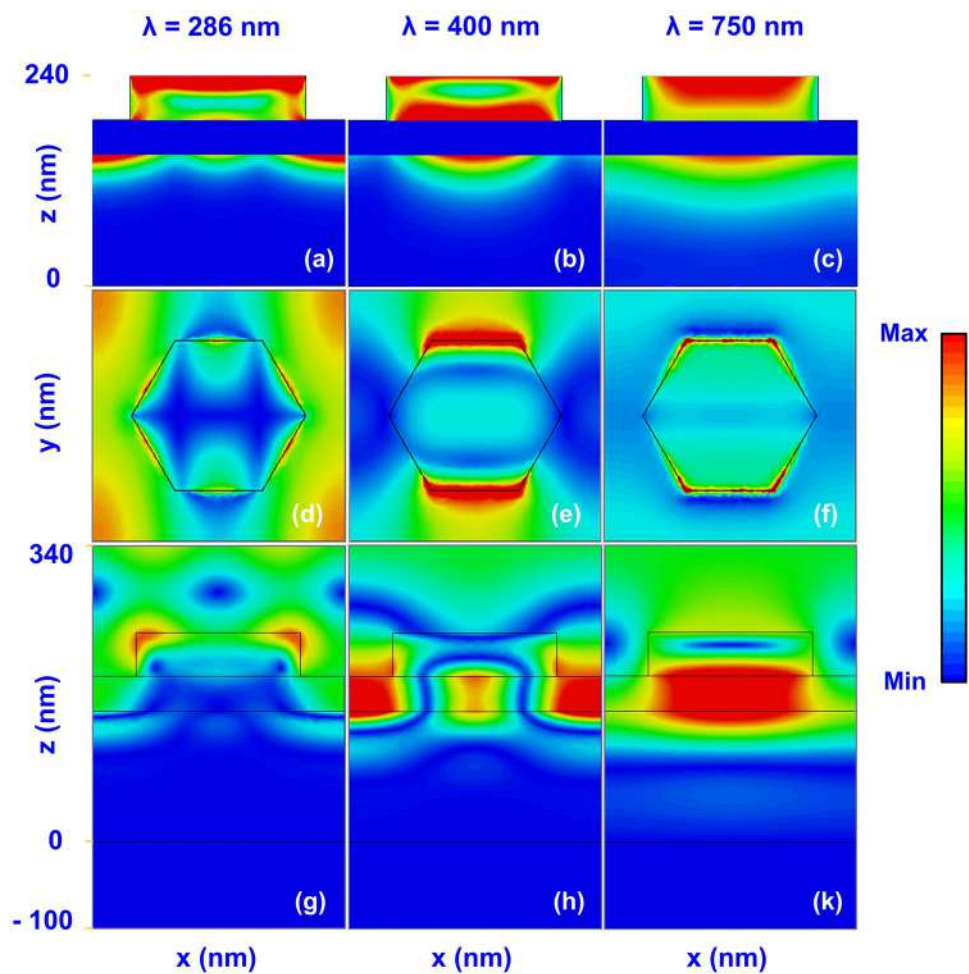 λ = 286 nm λ = 400 nm λ = 750 nm
240
z (nm)
0
(a) (b) (c)
y (nm)
(d) (e) (f)
Max
Min
340
z (nm)
0
- 100
(g) (h) (k)
x (nm) x (nm) x (nm)